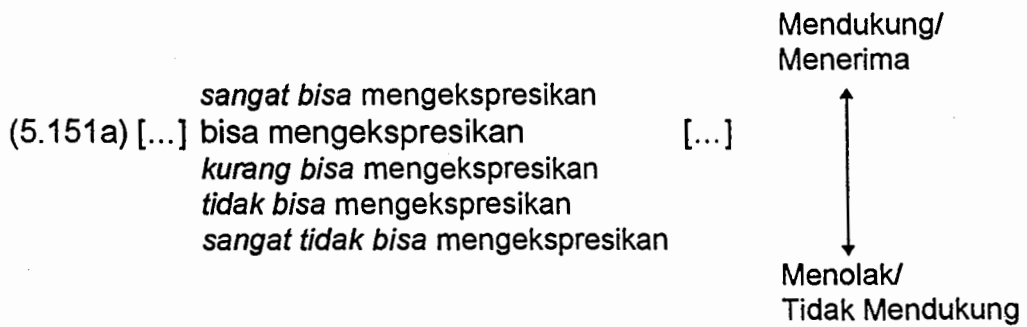 Mendukung/
Menerima
sangat bisa mengekspresikan
(5.151a) [...] bisa mengekspresikan [...]
kurang bisa mengekspresikan
tidak bisa mengekspresikan
sangat tidak bisa mengekspresikan
Menolak/
Tidak Mendukung